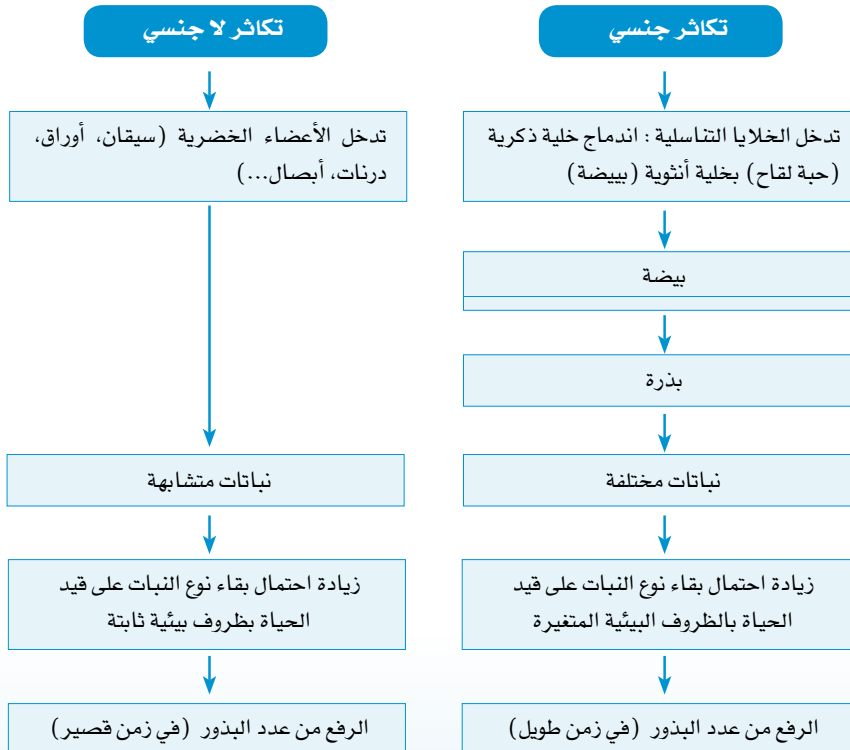 تكاثر جنسي
تدخل الخلايا التناسلية : اندماج خلية ذكرية
(حبة لقاح) بخلية أنثوية (بييضة)
بيضة
بذرة
نباتات مختلفة
زيادة احتمال بقاء نوع النبات على قيد
الحياة بالظروف البيئية المتغيرة
الرفع من عدد البذور (في زمن طويل)
تكاثر لا جنسي
تدخل الأعضاء الخضرية (سيقان، أوراق،
درنات، أبصال...)
نباتات متشابهة
زيادة احتمال بقاء نوع النبات على قيد
الحياة بظروف بيئية ثابتة
الرفع من عدد البذور (في زمن قصير)